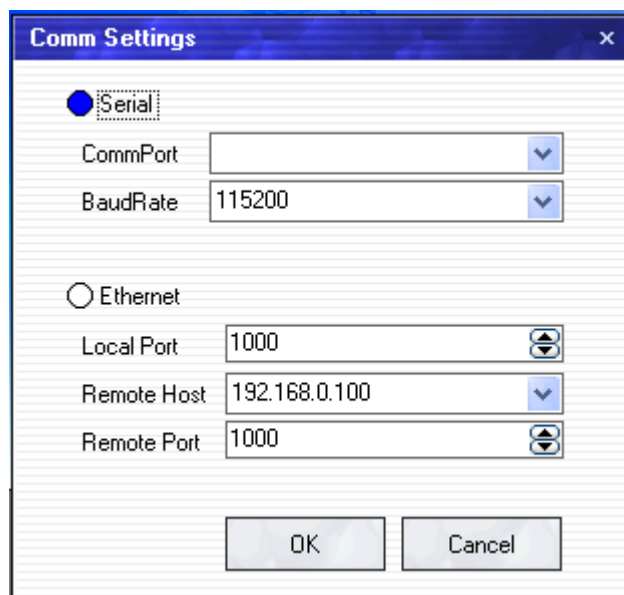 Comm Settings
Serial
CommPort
BaudRate 115200
Ethernet
Local Port 1000
Remote Host 192.168.0.100
Remote Port 1000
OK Cancel